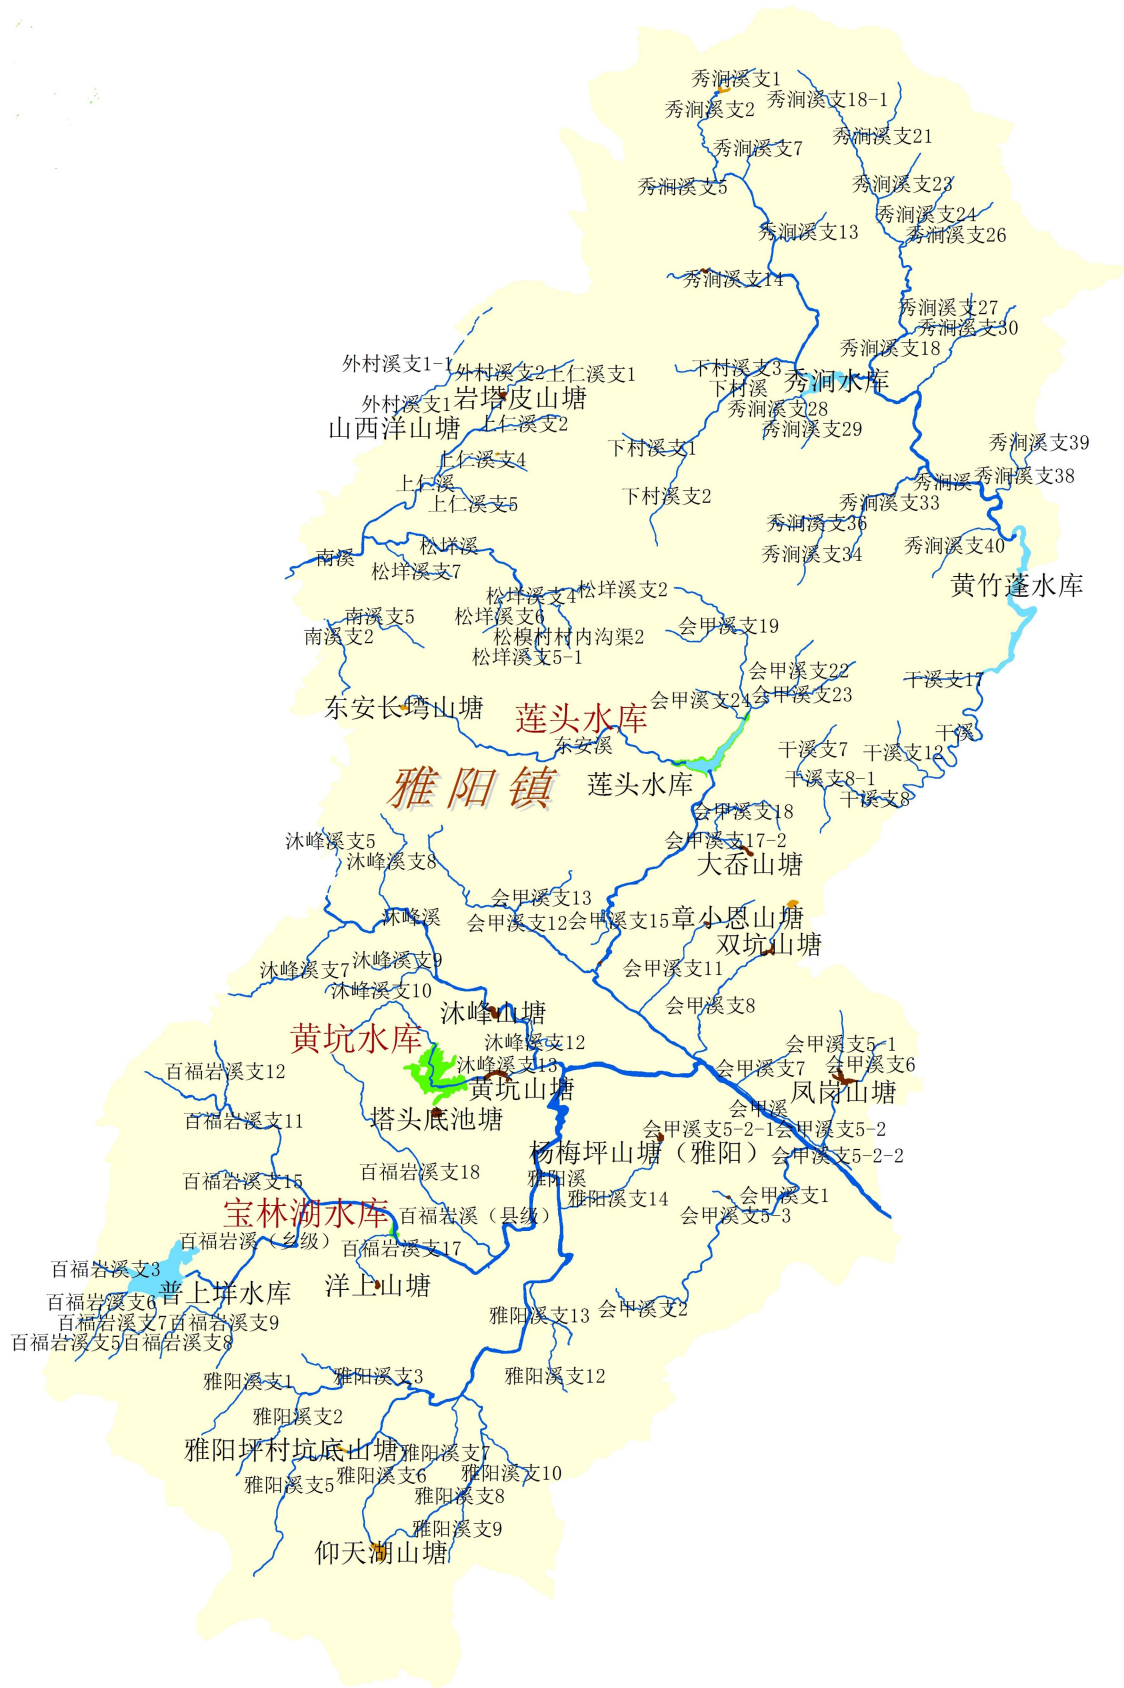 秀涧溪支1
秀涧溪支2
秀涧溪支18-1
秀涧溪支21
秀涧溪支7
秀涧溪支5
秀涧溪支23
秀涧溪支24
秀涧溪支13
秀涧溪支26
秀涧溪支14
秀涧溪支27
秀涧溪支30
秀涧溪支18
外村溪支1-1
外村溪支2
上仁溪支1
下村溪支3
下村溪
秀涧水库
外村溪支1
岩塔皮山塘
秀涧溪支28
山西洋山塘
上仁溪支2
秀涧溪支29
下村溪支1
秀涧溪支39
上仁溪支4
上仁溪
秀涧溪
秀涧溪支38
上仁溪支5
下村溪支2
秀涧溪支33
秀涧溪支36
南溪
松垟溪
秀涧溪支34
秀涧溪支40
松垟溪支7
黄竹蓬水库
松垟溪支4
松垟溪支2
南溪支5
松垟溪支6
会甲溪支19
南溪支2
松模村村内沟渠2
松垟溪支5-1
会甲溪支22
干溪支17
会甲溪支24
会甲溪支23
东安长塆山塘
莲头水库
东安溪
干溪
干溪支7
干溪支12
雅阳镇
莲头水库
干溪支8-1
干溪支8
会甲溪支18
沐峰溪支5
会甲溪支17-2
沐峰溪支8
大岙山塘
会甲溪支13
沐峰溪
会甲溪支12
会甲溪支15
章小恩山塘
双坑山塘
沐峰溪支7
沐峰溪支9
会甲溪支11
沐峰溪支10
沐峰山塘
会甲溪支8
黄坑水库
沐峰溪支12
会甲溪支5-1
百福岩溪支12
沐峰溪支13
会甲溪支7
会甲溪支6
黄坑山塘
凤岗山塘
百福岩溪支11
塔头底池塘
会甲溪
会甲溪支5-2-1
会甲溪支5-2
杨梅坪山塘（雅阳）
会甲溪支5-2-2
百福岩溪支15
百福岩溪支18
雅阳溪
雅阳溪支14
会甲溪支1
宝林湖水库
百福岩溪（县级）
会甲溪支5-3
百福岩溪（乡级）
百福岩溪支17
百福岩溪支3
普上垟水库
洋上山塘
百福岩溪支6
百福岩溪支7
百福岩溪支9
雅阳溪支13
会甲溪支2
百福岩溪支5
百福岩溪支8
雅阳溪支1
雅阳溪支3
雅阳溪支12
雅阳溪支2
雅阳坪村坑底山塘
雅阳溪支7
雅阳溪支5
雅阳溪支6
雅阳溪支10
雅阳溪支8
雅阳溪支9
仰天湖山塘